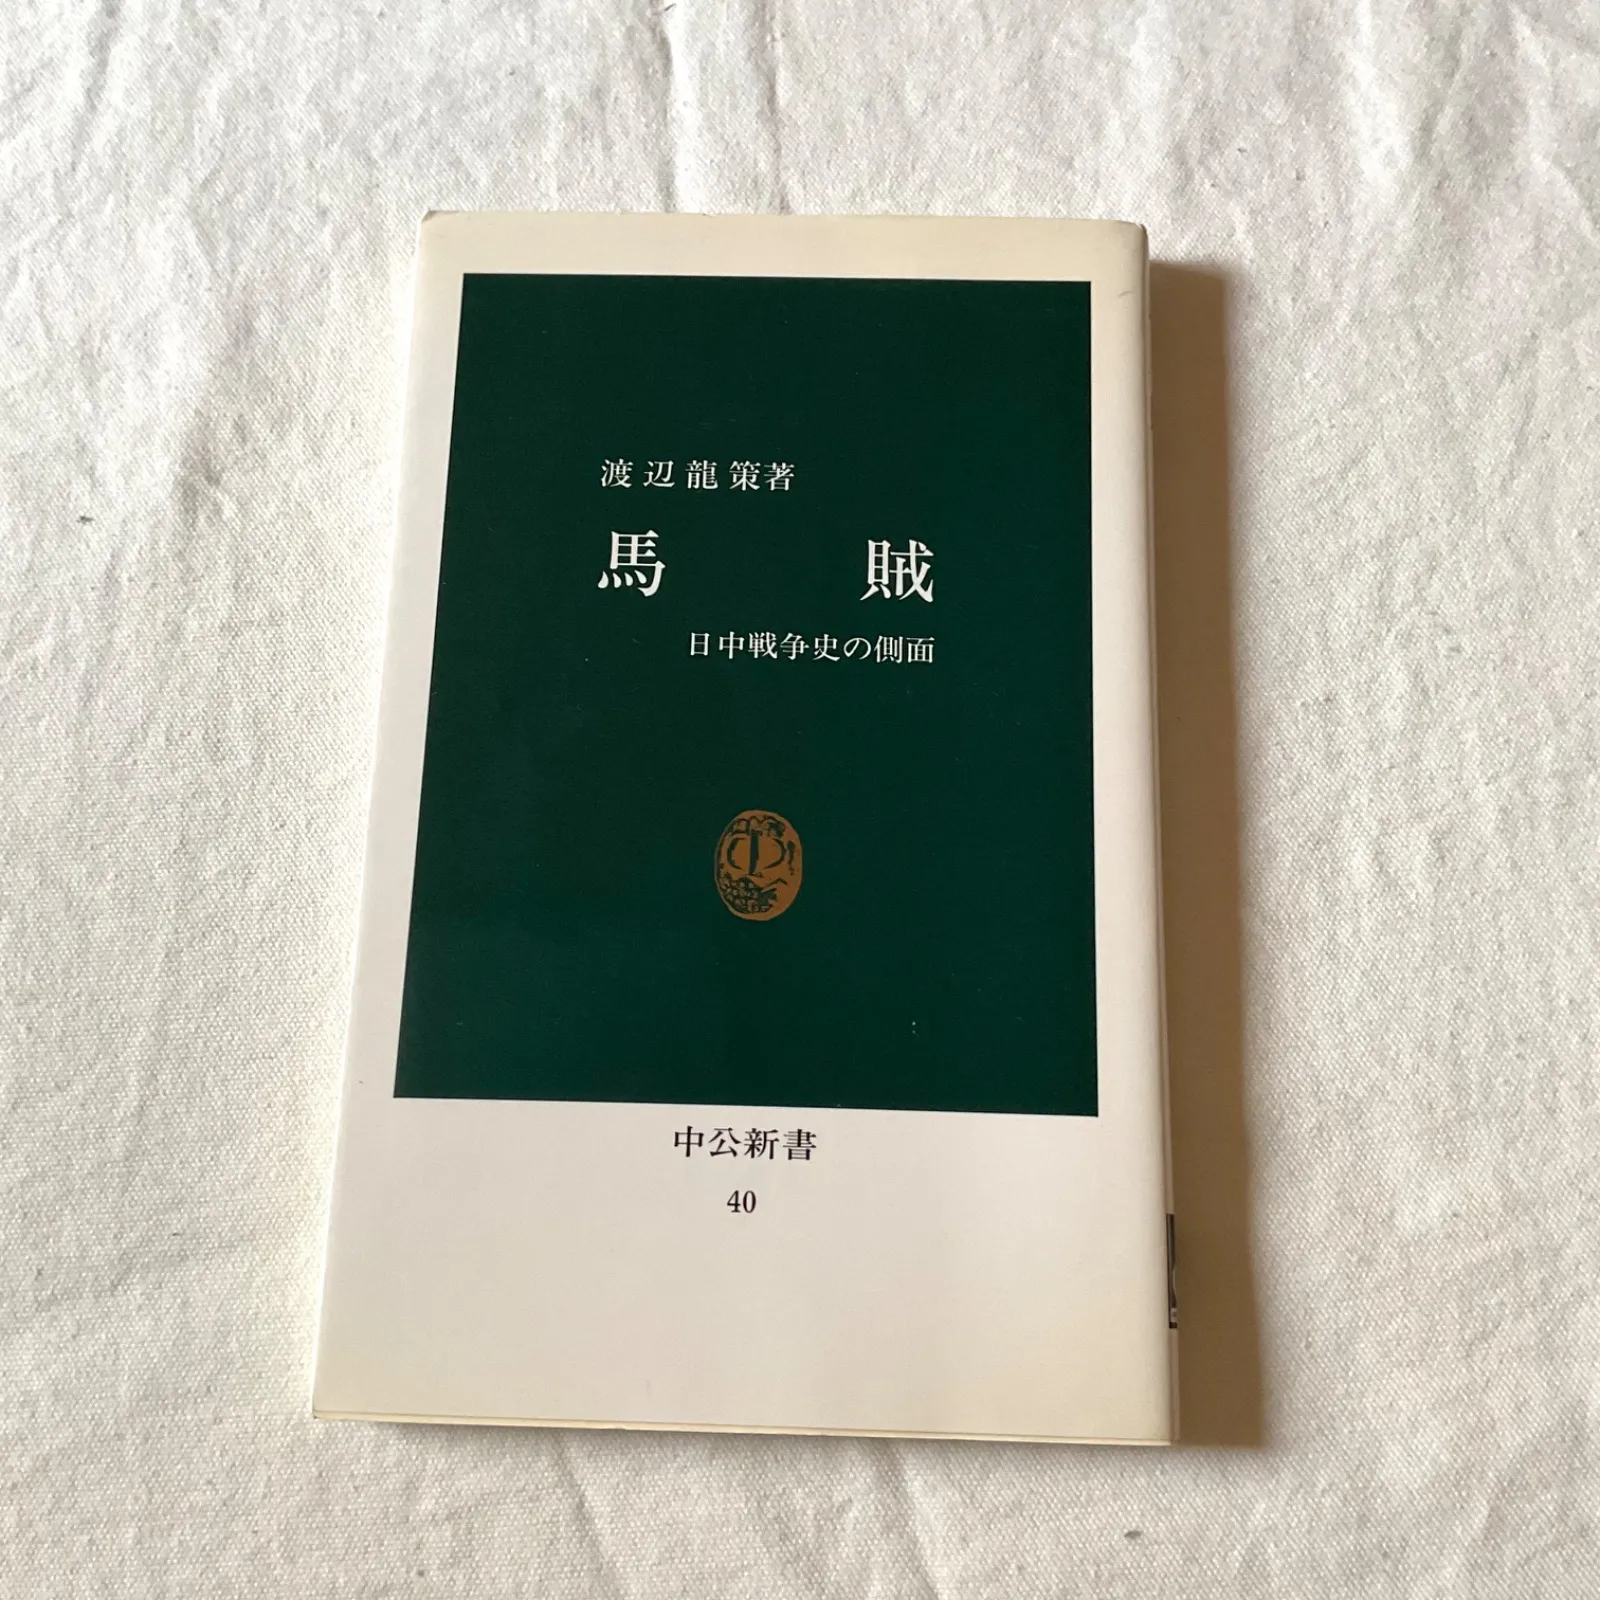 渡辺龍策著
馬賊
日中戦争史の側面
中公新書
40